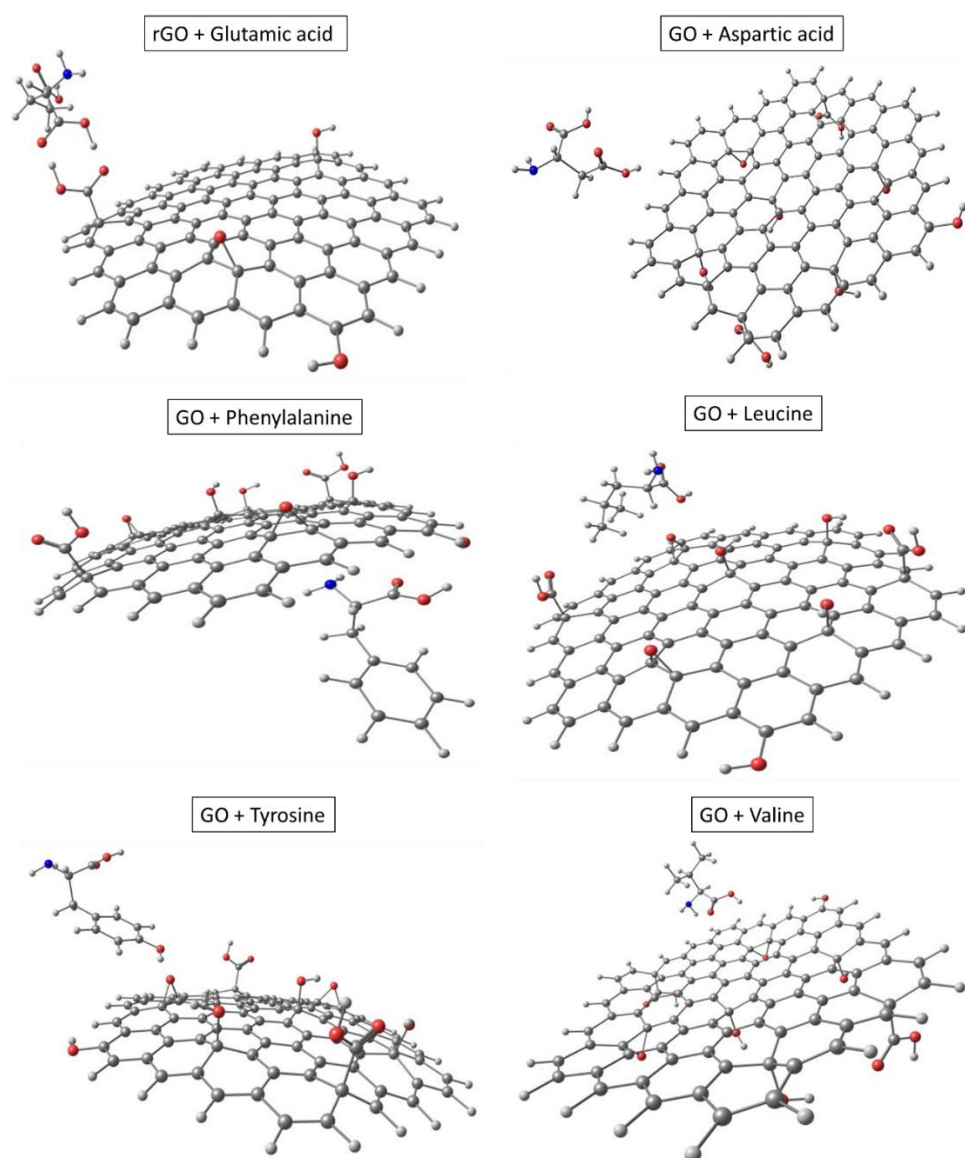 rGO + Glutamic acid
GO + Aspartic acid
GO + Phenylalanine
GO + Leucine
GO + Tyrosine
GO + Valine